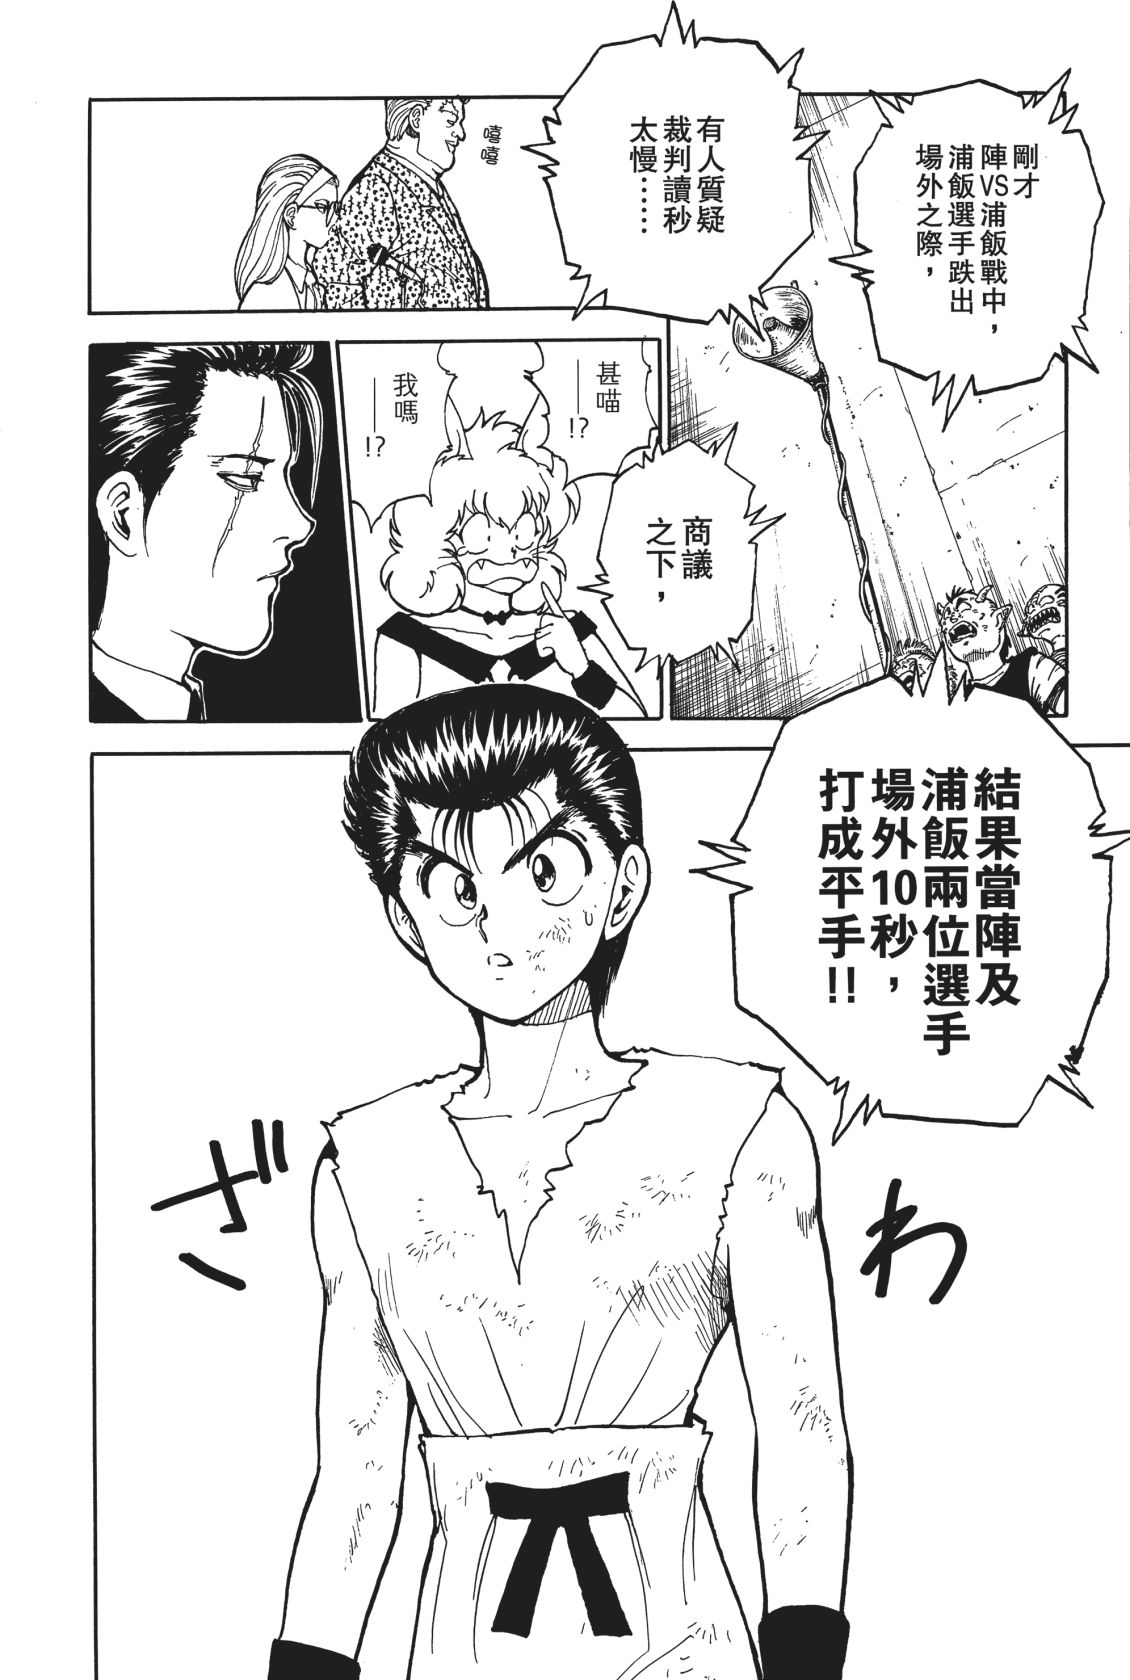 剛才
陣VS浦飯戰中，
浦飯選手跌出
場外之際，
有人質疑
裁判讀秒
太慢……
嘻嘻
商議
之下，
甚喵
──!?
我嗎
──!?
結果當陣及
浦飯兩位選手
場外10秒，
打成平手!!
ざわ